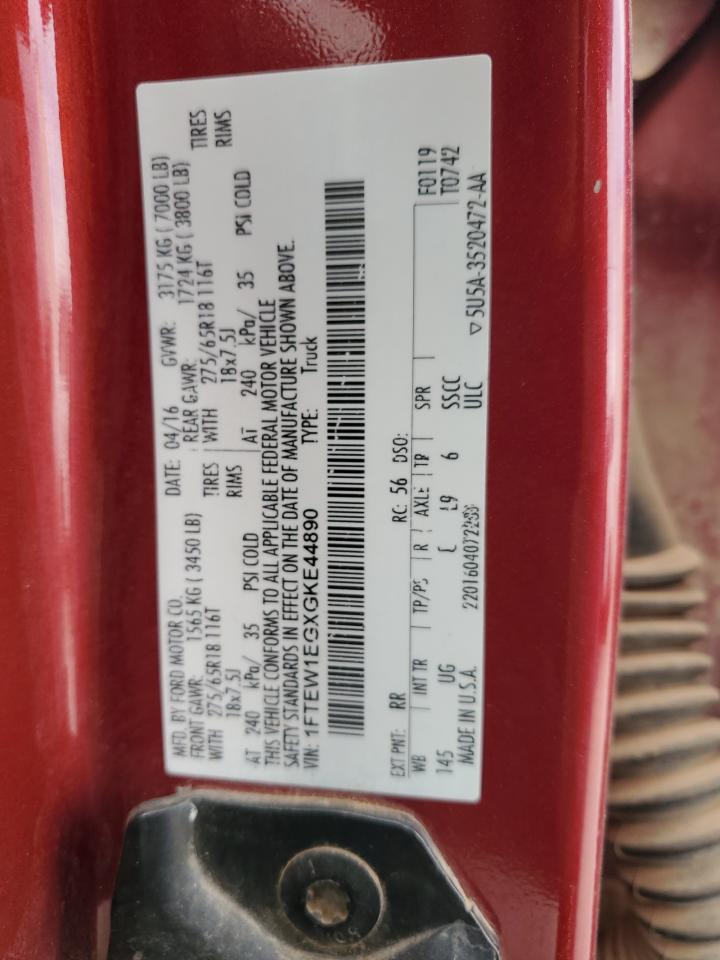 MFD. BY FORD MOTOR CO. DATE: 04/16 GVWR: 3175 KG ( 7000 LB)
FRONT GAWR: 1565 KG ( 3450 LB) REAR GAWR: 1724 KG ( 3800 LB)
WITH 275/65R18 116T TIRES WITH 275/65R18 116T TIRES
18x7.5J RIMS 18x7.5J RIMS
AT 240 kPa/ 35 PSI COLD AT 240 kPa/ 35 PSI COLD
THIS VEHICLE CONFORMS TO ALL APPLICABLE FEDERAL MOTOR VEHICLE
SAFETY STANDARDS IN EFFECT ON THE DATE OF MANUFACTURE SHOWN ABOVE.
VIN: 1FTEW1EGXGKE44890 TYPE: Truck
EXT PNT: RR RC: 56 DSO: F0119
WB INT TR TP/PS R AXLE TR SPR T0742
145 UG 6 SSCC
MADE IN U.S.A. ULC
▽ 5U5A-3520472-AA